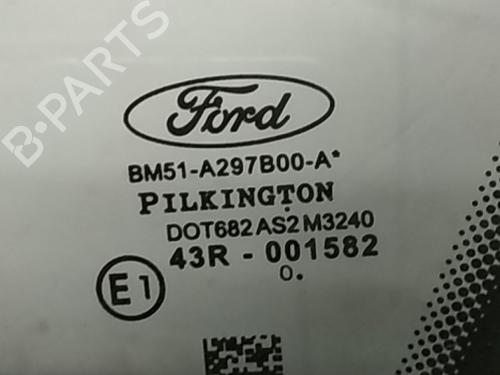 B-PARTS
Ford
BM51-A297B00-A*
PILKINGTON
DOT682 AS2 M3240
43R - 001582
0.
E1